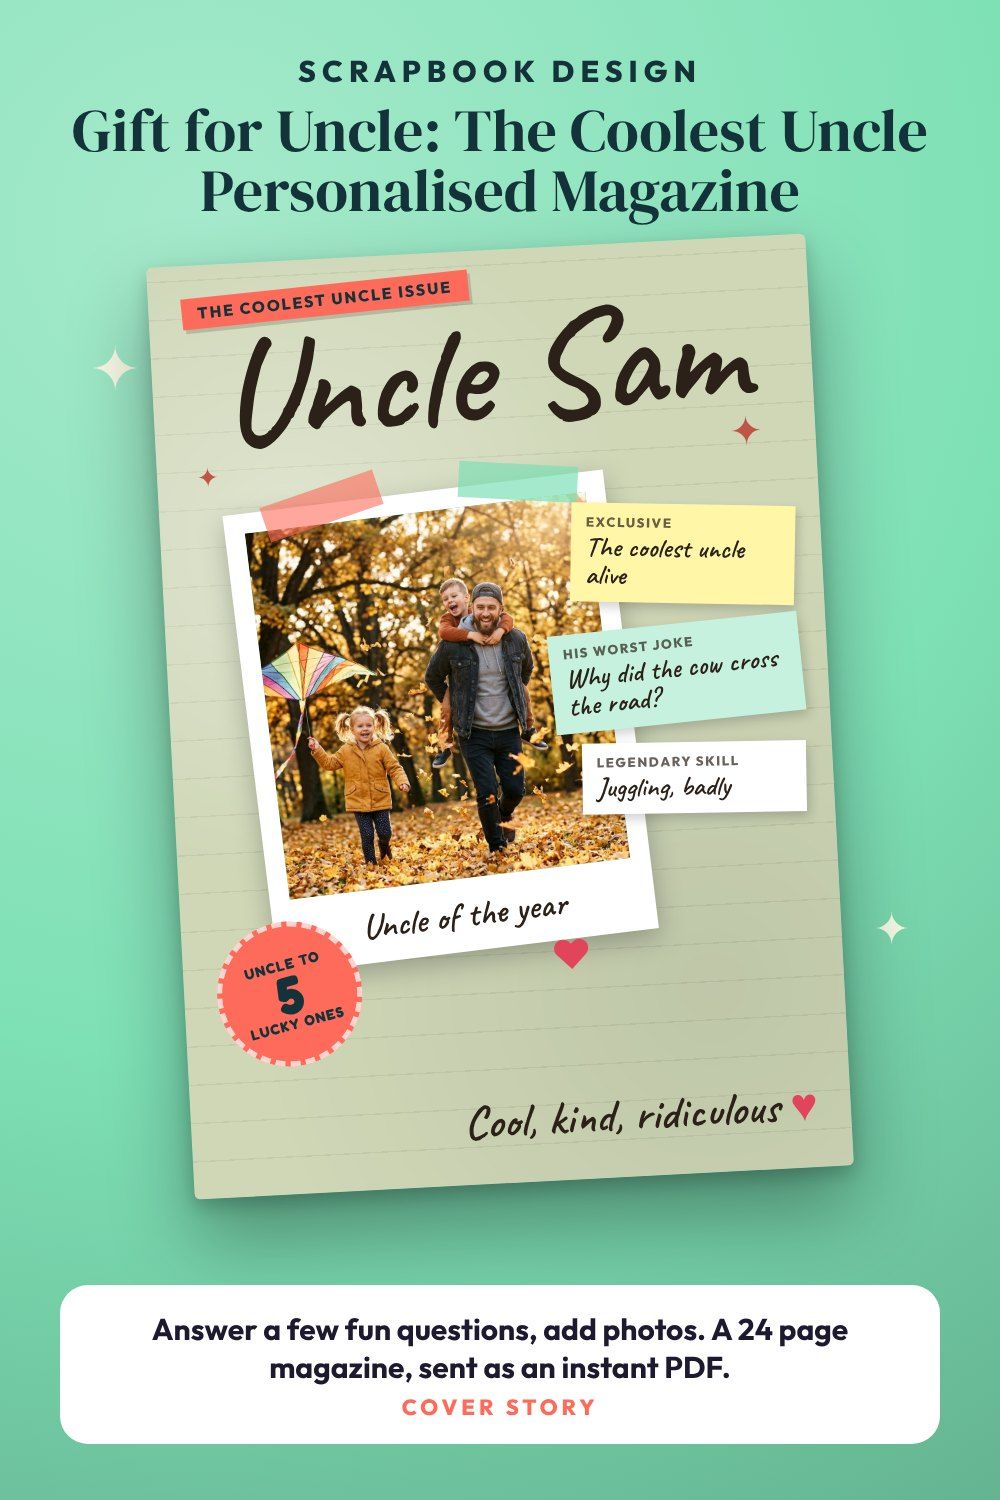 SCRAPBOOK DESIGN
Gift for Uncle: The Coolest Uncle
Personalised Magazine
THE COOLEST UNCLE ISSUE
Uncle Sam
EXCLUSIVE
The coolest uncle
alive
HIS WORST JOKE
Why did the cow cross
the road?
LEGENDARY SKILL
Juggling, badly
Uncle of the year
UNCLE TO
5
LUCKY ONES
Cool, kind, ridiculous ♥
Answer a few fun questions, add photos. A 24 page
magazine, sent as an instant PDF.
COVER STORY